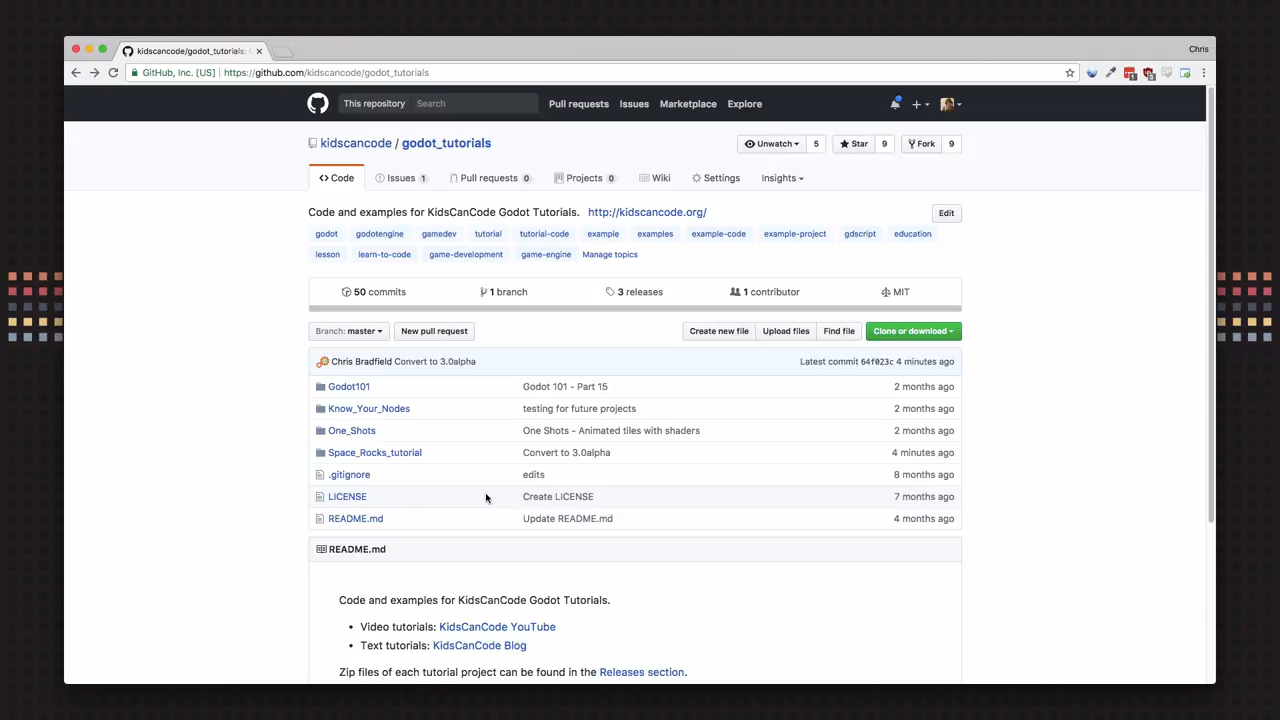 kidscancode/godot_tutorials:
Chris
GitHub, Inc. [US] | https://github.com/kidscancode/godot_tutorials
This repository Search Pull requests Issues Marketplace Explore
kidscancode / godot_tutorials
Unwatch 5 Star 9 Fork 9
Code Issues 1 Pull requests 0 Projects 0 Wiki Settings Insights
Code and examples for KidsCanCode Godot Tutorials. http://kidscancode.org/ Edit
godot godotengine gamedev tutorial tutorial-code example examples example-code example-project gdscript education
lesson learn-to-code game-development game-engine Manage topics
50 commits 1 branch 3 releases 1 contributor MIT
Branch: master New pull request Create new file Upload files Find file Clone or download
Chris Bradfield Convert to 3.0alpha Latest commit 64f023c 4 minutes ago
Godot101 Godot 101 - Part 15 2 months ago
Know_Your_Nodes testing for future projects 2 months ago
One_Shots One Shots - Animated tiles with shaders 2 months ago
Space_Rocks_tutorial Convert to 3.0alpha 4 minutes ago
.gitignore edits 8 months ago
LICENSE Create LICENSE 7 months ago
README.md Update README.md 4 months ago
README.md
Code and examples for KidsCanCode Godot Tutorials.
• Video tutorials: KidsCanCode YouTube
• Text tutorials: KidsCanCode Blog
Zip files of each tutorial project can be found in the Releases section.